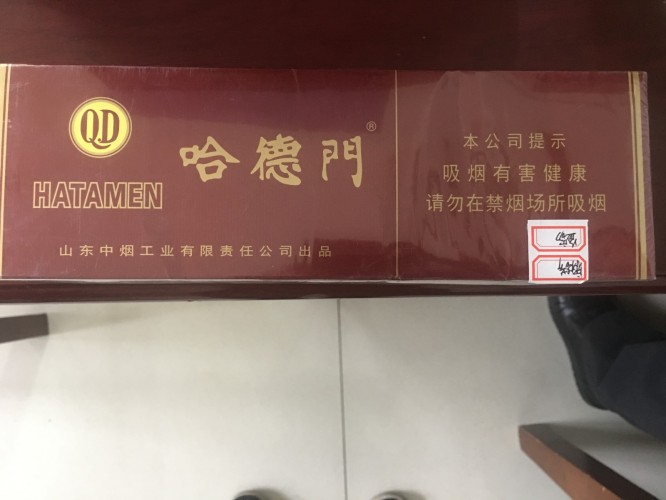 QD
HATAMEN
哈德門®
山东中烟工业有限责任公司出品
本公司提示
吸烟有害健康
请勿在禁烟场所吸烟